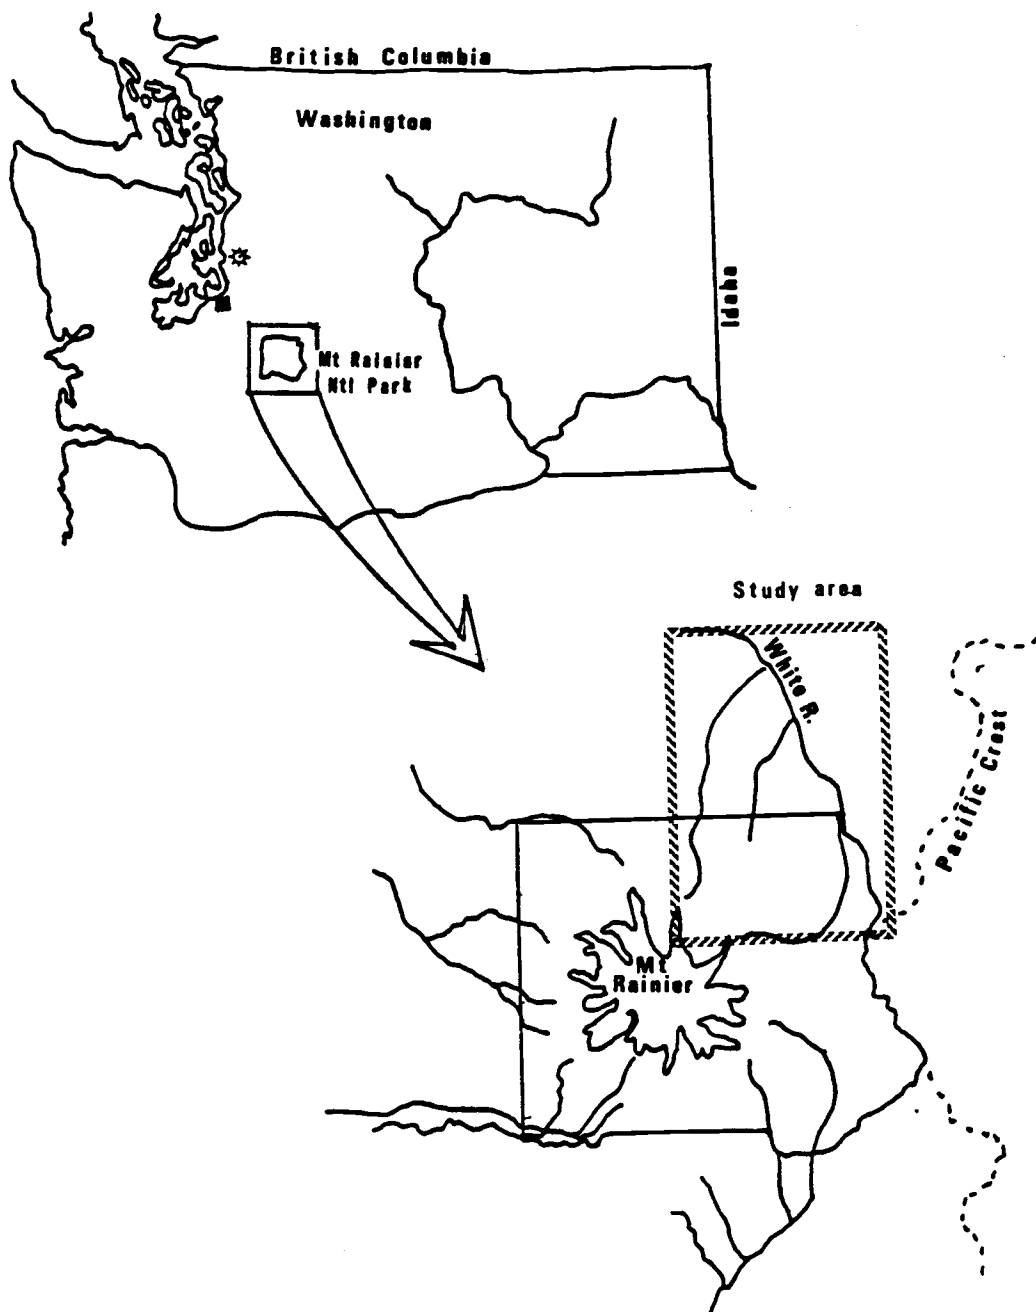 British Columbia
Washington
Idaho
Mt Rainier
Ntl Park
Study area
White R.
Pacific Crest
Mt
Rainier